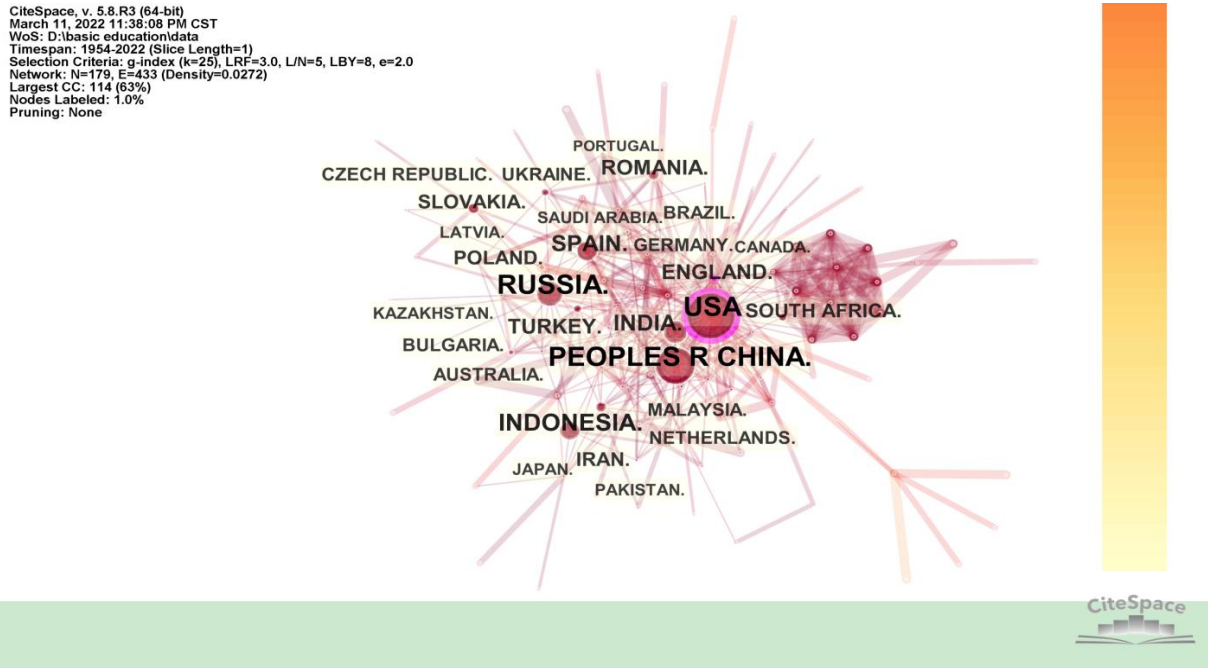 CiteSpace, v. 5.8.R3 (64-bit)
March 11, 2022 11:38:08 PM CST
WoS: D:\basic education\data
Timespan: 1954-2022 (Slice Length=1)
Selection Criteria: g-index (k=25), LRF=3.0, L/N=5, LBY=8, e=2.0
Network: N=179, E=433 (Density=0.0272)
Largest CC: 114 (63%)
Nodes Labeled: 1.0%
Pruning: None
PORTUGAL.
CZECH REPUBLIC. UKRAINE. ROMANIA.
SLOVAKIA.
SAUDI ARABIA. BRAZIL.
LATVIA.
SPAIN. GERMANY. CANADA.
POLAND.
ENGLAND.
RUSSIA.
USA SOUTH AFRICA.
KAZAKHSTAN.
TURKEY. INDIA.
BULGARIA.
PEOPLES R CHINA.
AUSTRALIA.
MALAYSIA.
INDONESIA.
NETHERLANDS.
IRAN.
JAPAN.
PAKISTAN.
CiteSpace